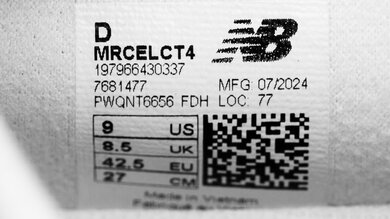 D
MRCELCT4
197966430337
7681477 MFG: 07/2024
PWQNT6656 FDH LOC: 77
9 US
8.5 UK
42.5 EU
27 CM
Made in Vietnam